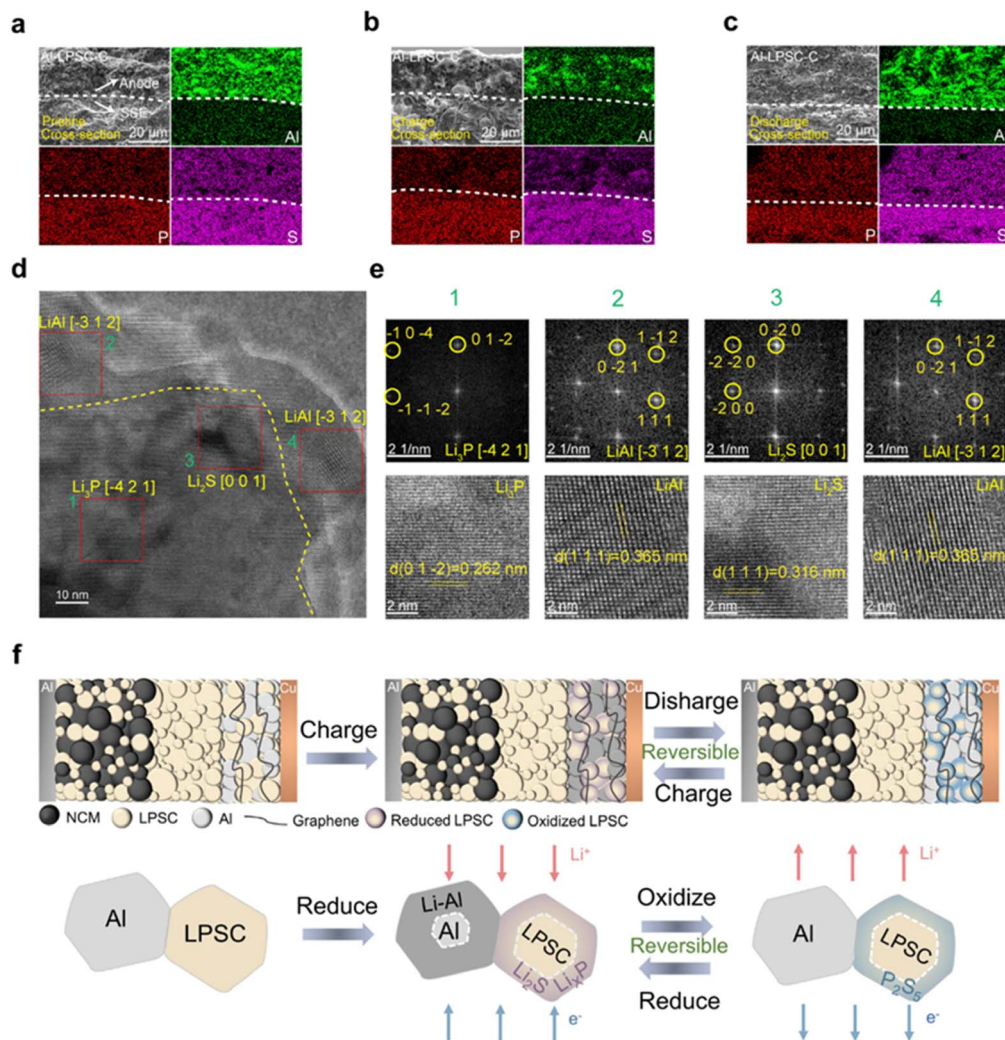 a
Al-LPSC-C
Anode
SSE
Pristine
Cross-section
20 μm
Al
P
S
b
Al-LPSC-C
Charge
Cross-section
20 μm
Al
P
S
c
Al-LPSC-C
Discharge
Cross-section
20 μm
A
P
S
d
LiAl [-3 1 2]
2
LiAl [-3 1 2]
4
3
Li₂S [0 0 1]
Li₃P [-4 2 1]
1
10 nm
e
1
2
3
4
-1 0 -4
0 1 -2
-1 -1 -2
2 1/nm
Li₃P [-4 2 1]
1 -1 2
0 -2 1
1 1 1
2 1/nm
LiAl [-3 1 2]
0 -2 0
-2 -2 0
-2 0 0
2 1/nm
Li₂S [0 0 1]
1 -1 2
0 -2 1
1 1 1
2 1/nm
LiAl [-3 1 2]
Li₃P
d(0 1 -2)=0.262 nm
2 nm
LiAl
d(1 1 1)=0.365 nm
2 nm
Li₂S
d(1 1 1)=0.316 nm
2 nm
LiAl
d(1 1 1)=0.365 nm
2 nm
f
Al
Cu
Charge
Al
Cu
Disharge
Reversible
Charge
Al
Cu
NCM LPSC Al Graphene Reduced LPSC Oxidized LPSC
Al
LPSC
Reduce
Li⁺
Li-Al
Al
LPSC
Li₂S LiₓP
e⁻
Oxidize
Reversible
Reduce
Li⁺
Al
LPSC
P₂S₅
e⁻